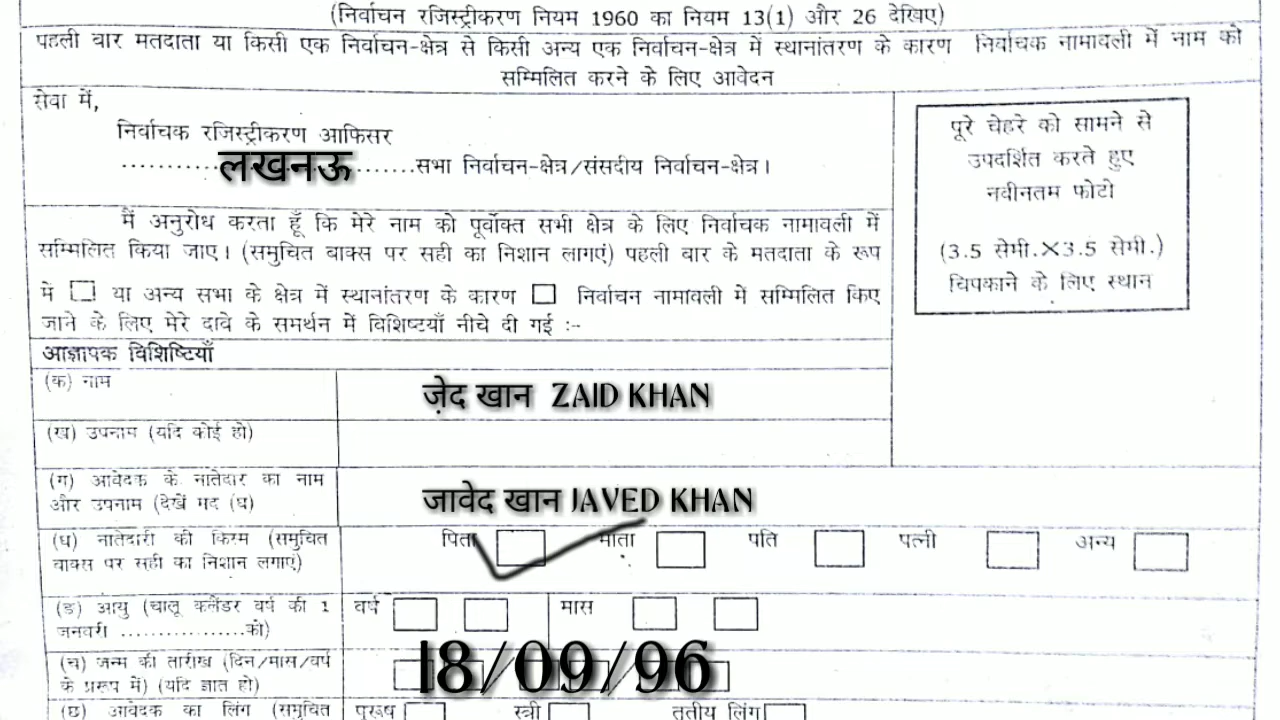 (निर्वाचन रजिस्ट्रीकरण नियम 1960 का नियम 13(1) और 26 देखिए)
पहली वार मतदाता या किसी एक निर्वाचन-क्षेत्र से किसी अन्य एक निर्वाचन-क्षेत्र में स्थानांतरण के कारण निर्वाचक नामावली में नाम को
सम्मिलित करने के लिए आवेदन
सेवा में,
निर्वाचक रजिस्ट्रीकरण आफिसर
..........लखनऊ.......सभा निर्वाचन-क्षेत्र/संसदीय निर्वाचन-क्षेत्र।
पूरे चेहरे को सामने से
उपदर्शित करते हुए
नवीनतम फोटो
(3.5 सेमी.X3.5 सेमी.)
चिपकाने के लिए स्थान
मैं अनुरोध करता हूँ कि मेरे नाम को पूर्वोक्त सभी क्षेत्र के लिए निर्वाचक नामावली में
सम्मिलित किया जाए। (समुचित बाक्स पर सही का निशान लागएं) पहली बार के मतदाता के रूप
में या अन्य सभा के क्षेत्र में स्थानांतरण के कारण निर्वाचन नामावली में सम्मिलित किए
जाने के लिए मेरे दावे के समर्थन में विशिष्टियाँ नीचे दी गई :-
आज्ञापक विशिष्टियाँ
(क) नाम ज़ेद खान ZAID KHAN
(ख) उपनाम (यदि कोई हो)
(ग) आवेदक के नातेदार का नाम
और उपनाम (देखें मद (घ) जावेद खान JAVED KHAN
(घ) नातेदारी की किस्म (समुचित पिता माता पति पत्नी अन्य
वाक्स पर सही का निशान लगाएं)
(ङ) आयु (चालू कलेंडर वर्ष की 1 वर्ष मास
जनवरी .................को)
(च) जन्म की तारीख (दिन/मास/वर्ष 18/09/96
के प्ररूप में) (यदि ज्ञात हो)
(छ) आवेदक का लिंग (समुचित पुरूष स्त्री तृतीय लिंग